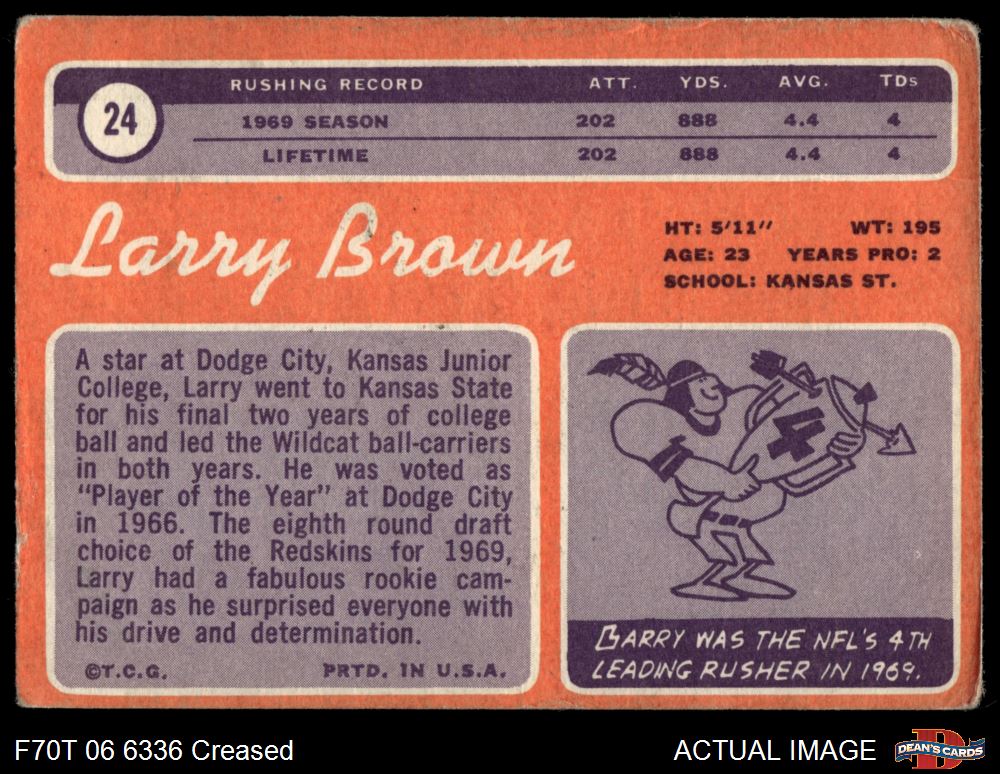 24
RUSHING RECORD ATT. YDS. AVG. TDs
1969 SEASON 202 888 4.4 4
LIFETIME 202 888 4.4 4
Larry Brown
HT: 5'11" WT: 195
AGE: 23 YEARS PRO: 2
SCHOOL: KANSAS ST.
A star at Dodge City, Kansas Junior
College, Larry went to Kansas State
for his final two years of college
ball and led the Wildcat ball-carriers
in both years. He was voted as
"Player of the Year" at Dodge City
in 1966. The eighth round draft
choice of the Redskins for 1969,
Larry had a fabulous rookie cam-
paign as he surprised everyone with
his drive and determination.
©T.C.G. PRTD. IN U.S.A.
4
LARRY WAS THE NFL'S 4TH
LEADING RUSHER IN 1969.
F70T 06 6336 Creased
ACTUAL IMAGE
D
DEAN'S CARDS